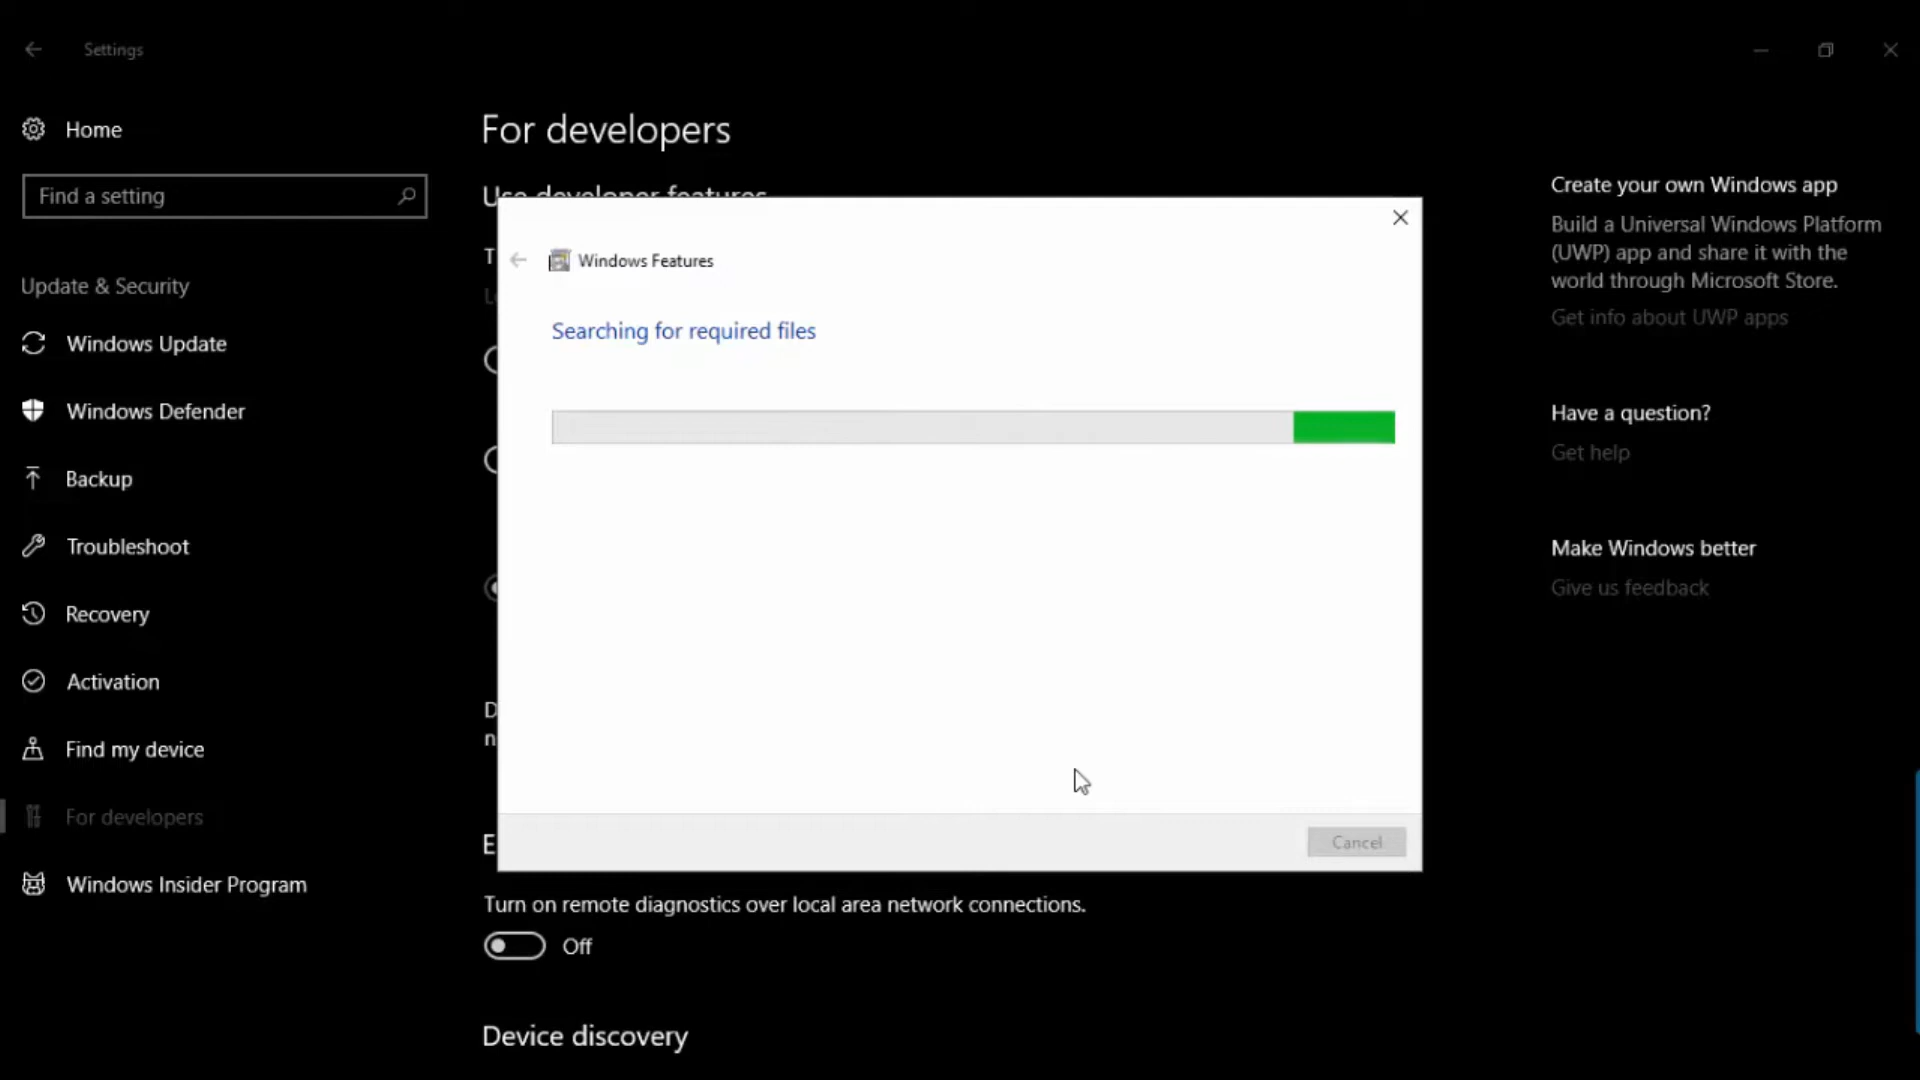 Settings
Home
Find a setting
Update & Security
Windows Update
Windows Defender
Backup
Troubleshoot
Recovery
Activation
Find my device
For developers
Windows Insider Program
For developers
Use developer features
Windows Features
Searching for required files
Cancel
Turn on remote diagnostics over local area network connections.
Off
Device discovery
Create your own Windows app
Build a Universal Windows Platform
(UWP) app and share it with the
world through Microsoft Store.
Get info about UWP apps
Have a question?
Get help
Make Windows better
Give us feedback